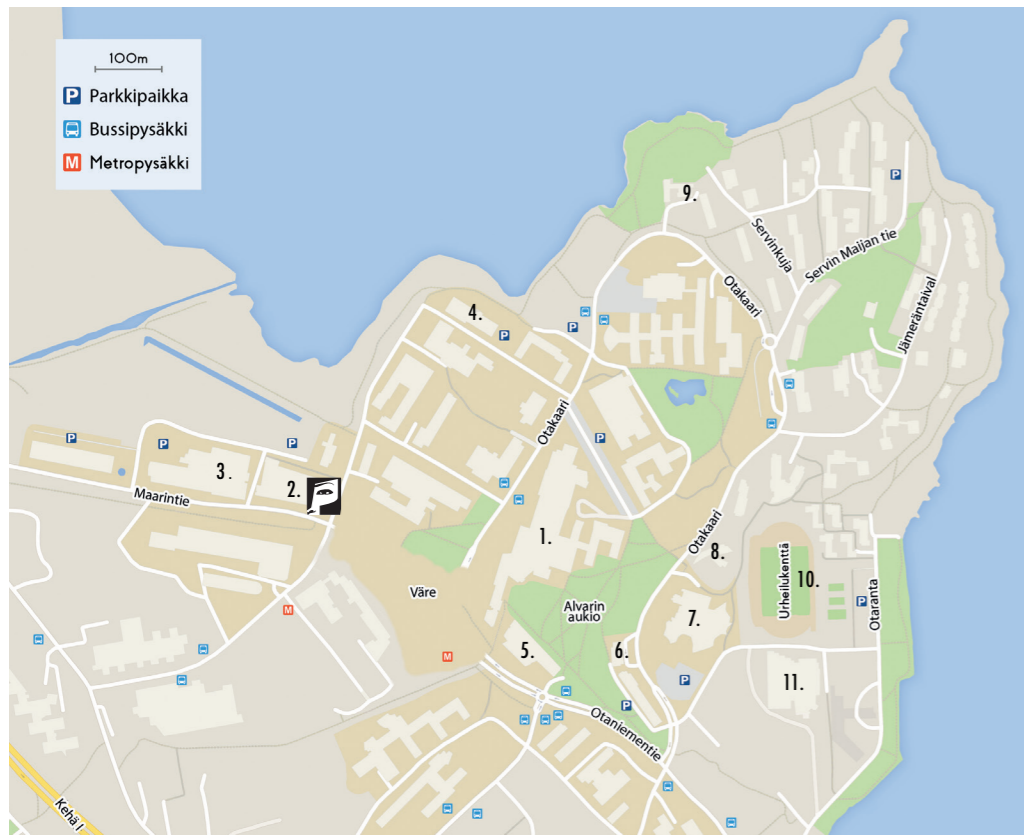 100m
P Parkkipaikka
Bussipysäkki
M Metropysäkki
9.
P
Servinkuja
Servin Maijan tie
Otakaari
4.
P
P
Jämeräntaival
Otakaari
P
P
P
P
3.
2.
Maarintie
1.
Otakaari
8.
Urheilukenttä
10.
P
Otaranta
Väre
Alvarin
aukio
M
7.
5.
6.
M
P
11.
P
Otaniementie
Kehä I